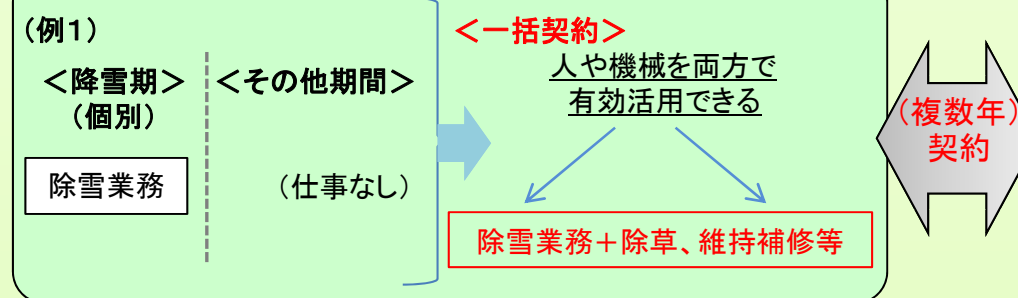 (例1)
<降雪期>
(個別)
<その他期間>
除雪業務
(仕事なし)
<一括契約>
人や機械を両方で
有効活用できる
除雪業務+除草、維持補修等
(複数年)
契約